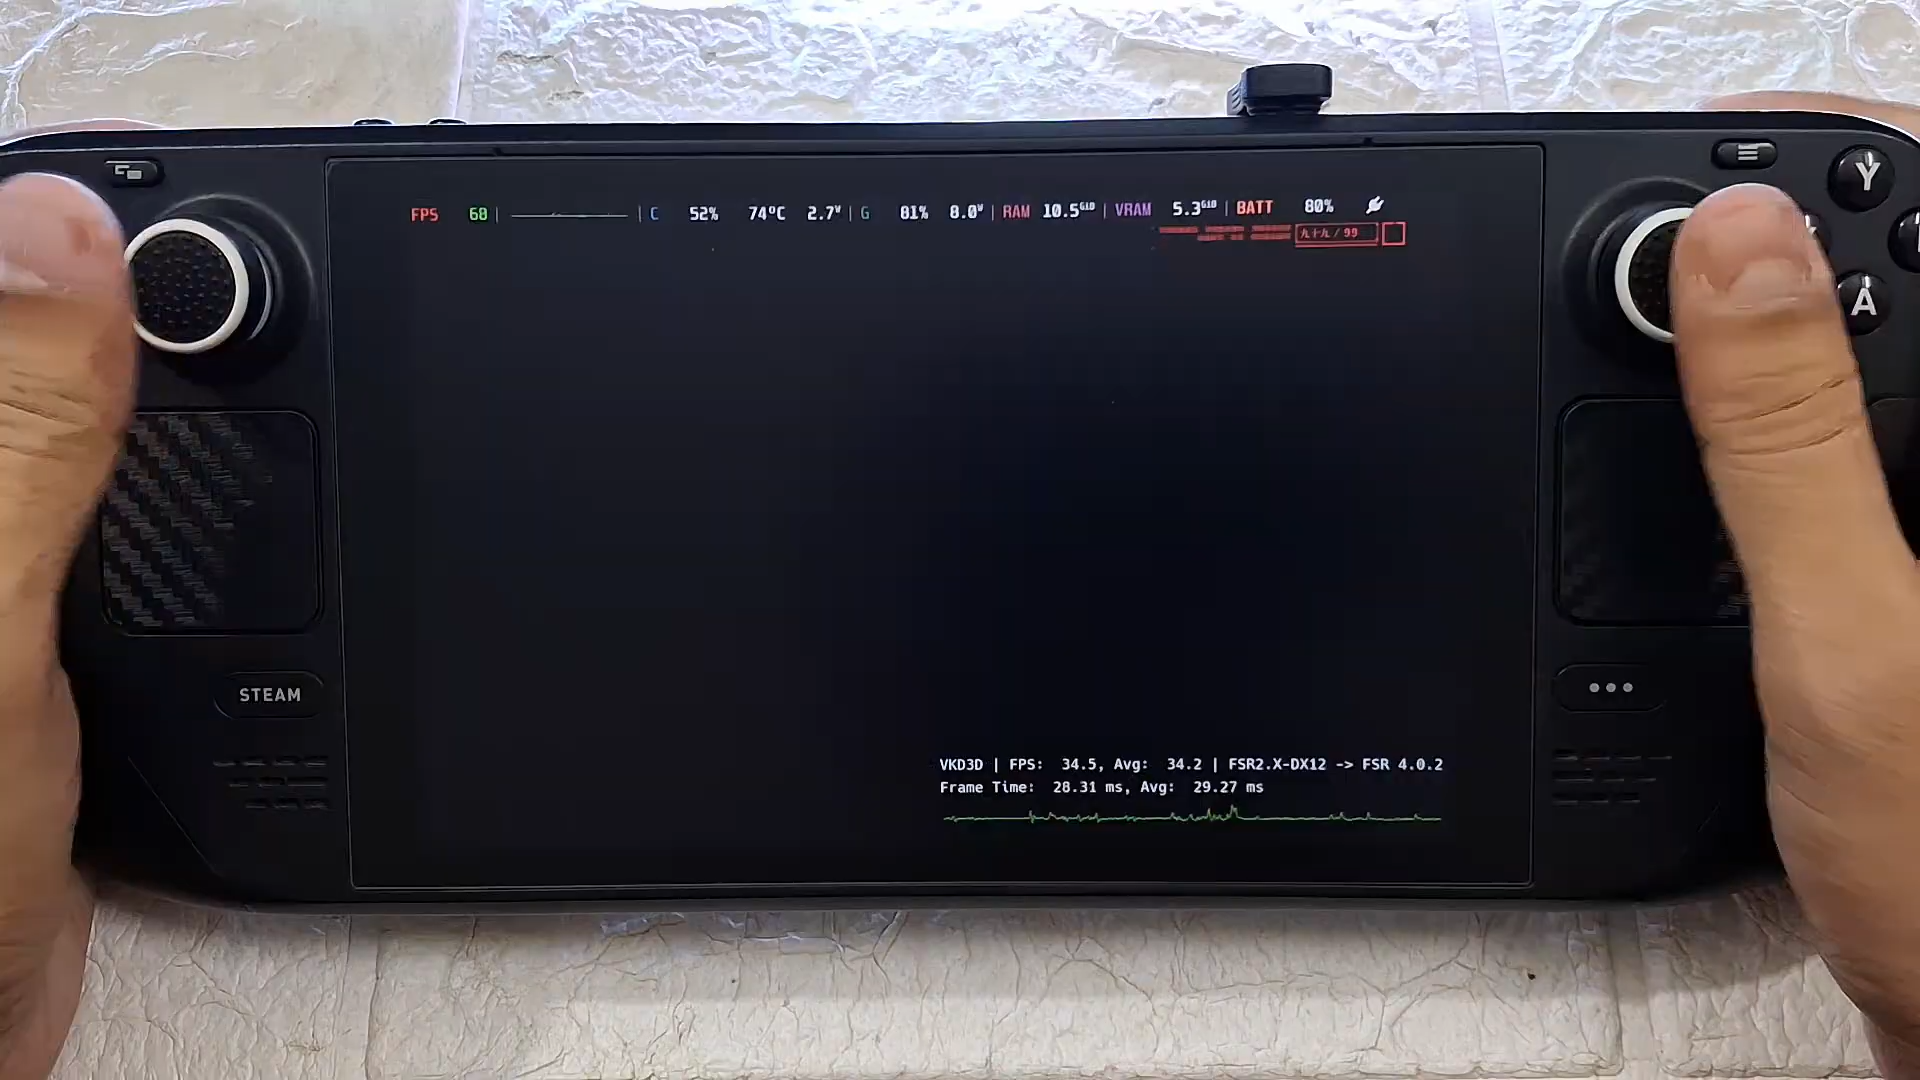 FPS 60 | | C 52% 74°C 2.7W | G 81% 8.0W | RAM 10.5GiB | VRAM 5.3GiB | BATT 80%
九十九 / 99
Y
A
STEAM
VKD3D | FPS: 34.5, Avg: 34.2 | FSR2.X-DX12 -> FSR 4.0.2
Frame Time: 28.31 ms, Avg: 29.27 ms